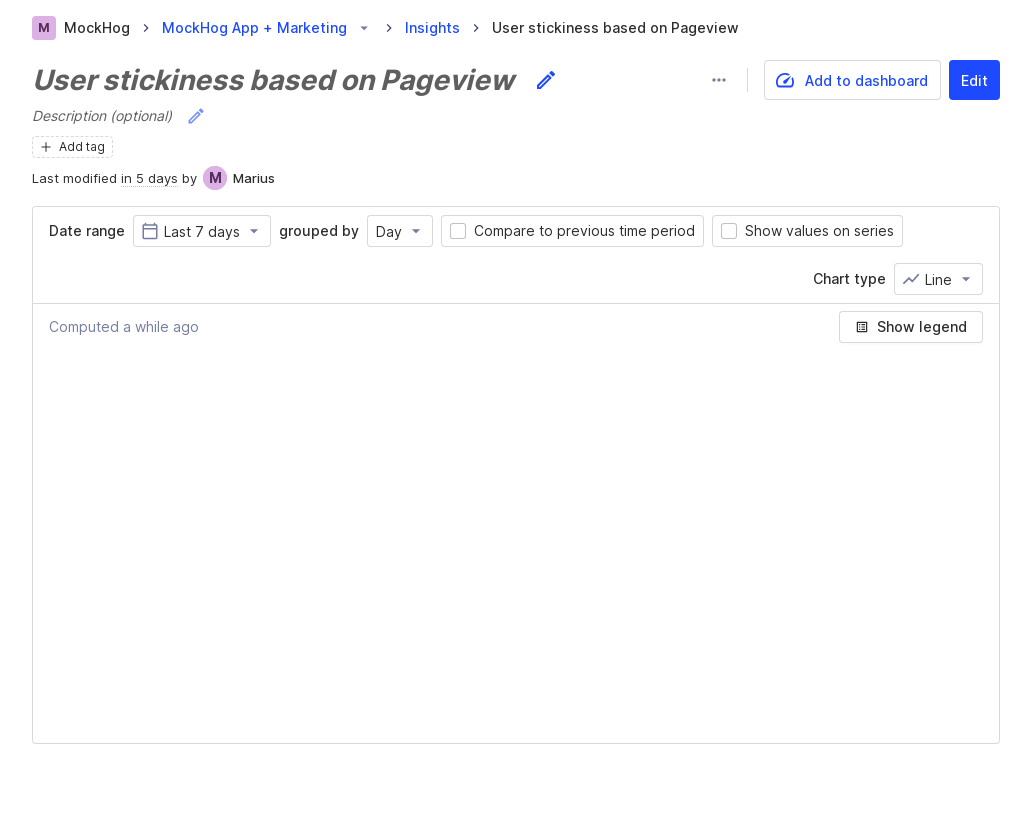 M MockHog > MockHog App + Marketing > Insights > User stickiness based on Pageview
User stickiness based on Pageview
Add to dashboard Edit
Description (optional)
+ Add tag
Last modified in 5 days by M Marius
Date range Last 7 days grouped by Day Compare to previous time period Show values on series
Chart type Line
Computed a while ago Show legend